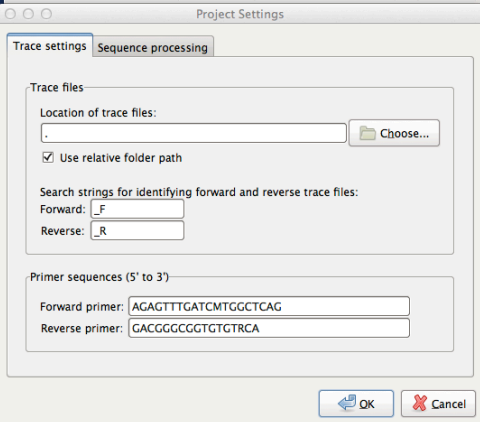 Project Settings
Trace settings
Sequence processing
Trace files
Location of trace files:
.
Choose...
Use relative folder path
Search strings for identifying forward and reverse trace files:
Forward: _F
Reverse: _R
Primer sequences (5' to 3')
Forward primer: AGAGTTTGATCMTGGCTCAG
Reverse primer: GACGGGCGGTGTGTRCA
OK
Cancel